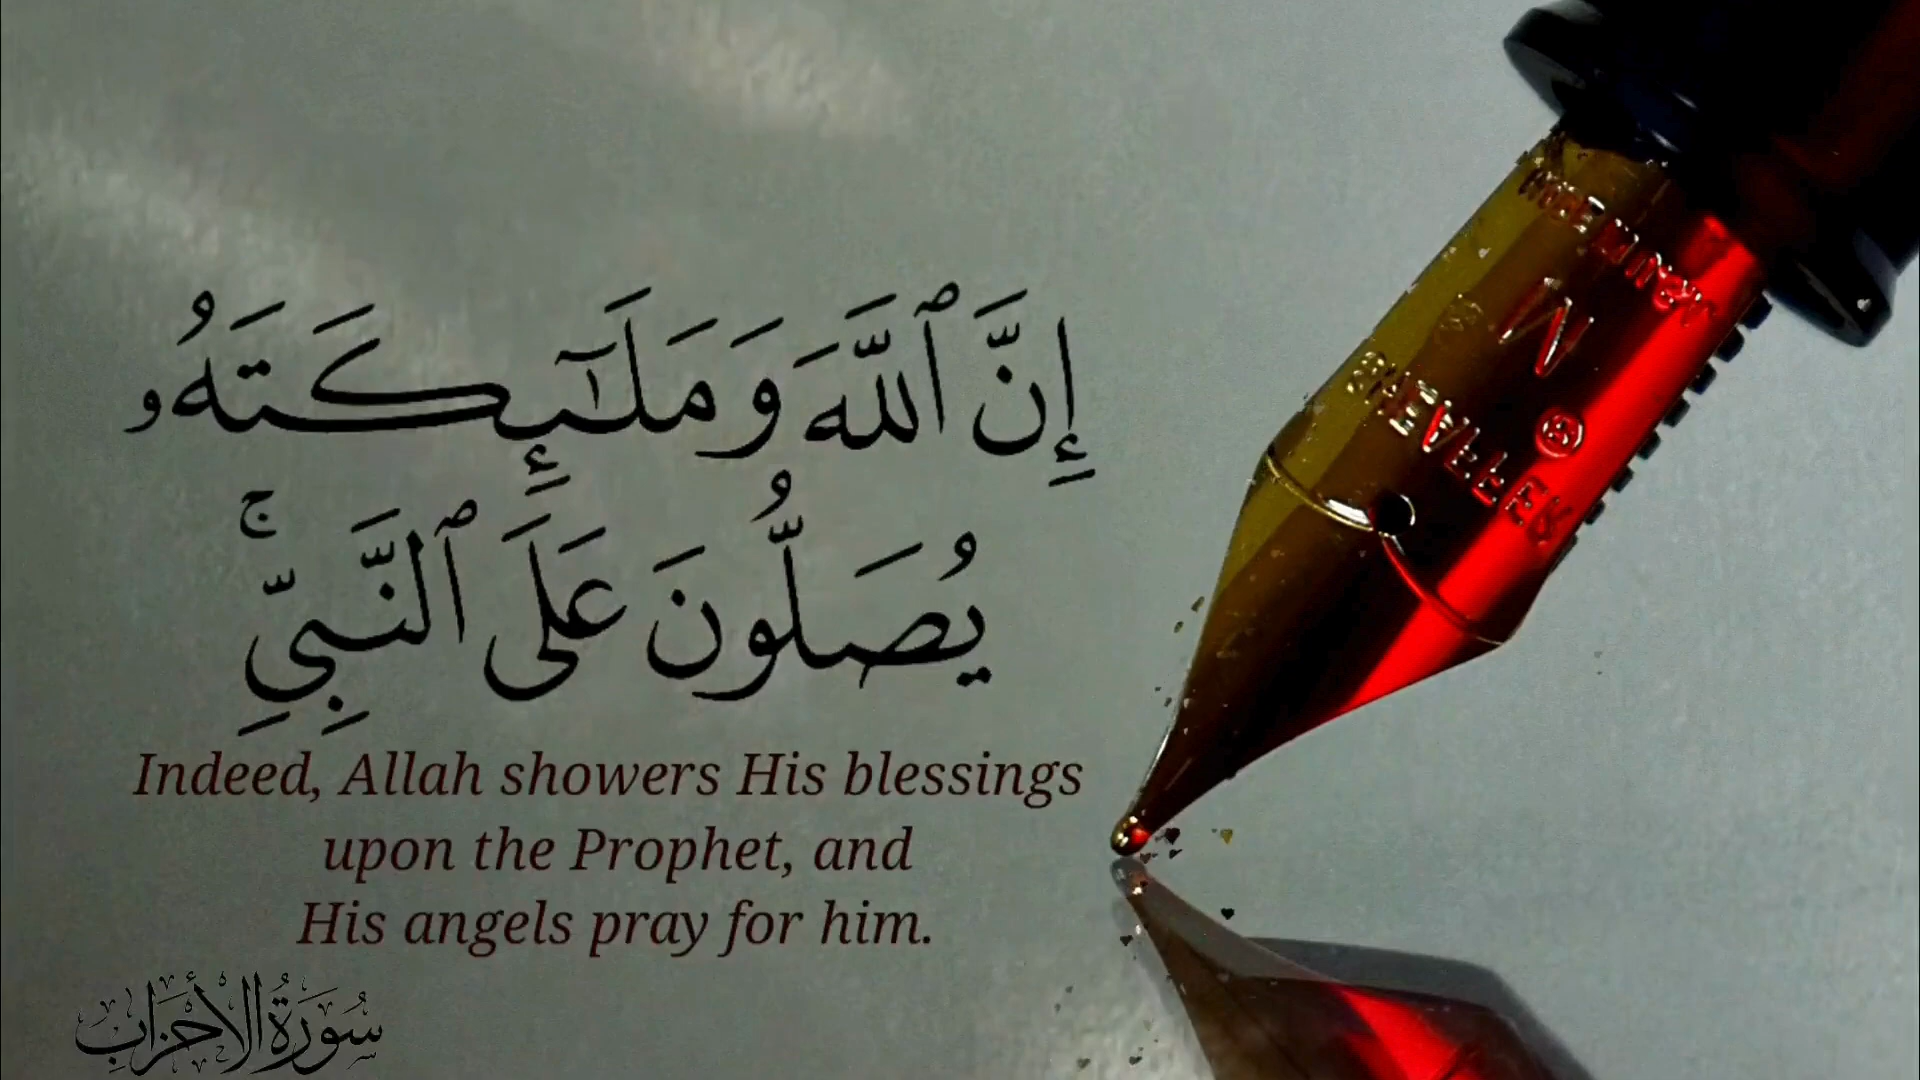 إِنَّ ٱللَّهَ وَمَلَـٰٓئِكَتَهُۥ
يُصَلُّونَ عَلَى ٱلنَّبِيِّ ۚ
Indeed, Allah showers His blessings
upon the Prophet, and
His angels pray for him.
سُورَةُ الأَحْزَابِ